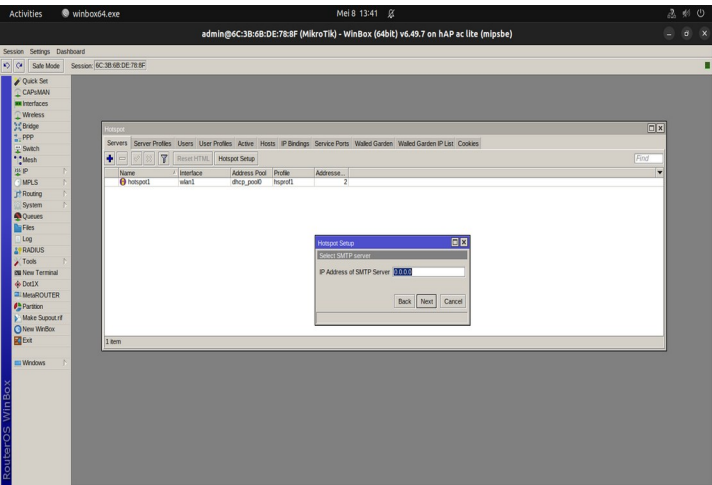 Activities winbox64.exe Mei 8 13:41
admin@6C:3B:6B:DE:78:8F (MikroTik) - WinBox (64bit) v6.49.7 on hAP ac lite (mipsbe)
Session Settings Dashboard
Safe Mode Session: 6C:3B:6B:DE:78:8F
Quick Set
CAPsMAN
Interfaces
Wireless
Bridge
PPP
Switch
Mesh
IP
MPLS
Routing
System
Queues
Files
Log
RADIUS
Tools
New Terminal
Dot1X
MetaROUTER
Partition
Make Supout.rif
New WinBox
Exit
Windows
RouterOS WinBox
Hotspot
Servers Server Profiles Users User Profiles Active Hosts IP Bindings Service Ports Walled Garden Walled Garden IP List Cookies
Reset HTML Hotspot Setup Find
Name Interface Address Pool Profile Addresse...
hotspot1 wlan1 dhcp_pool0 hsprof1 2
1 item
Hotspot Setup
Select SMTP server
IP Address of SMTP Server 0.0.0.0
Back Next Cancel